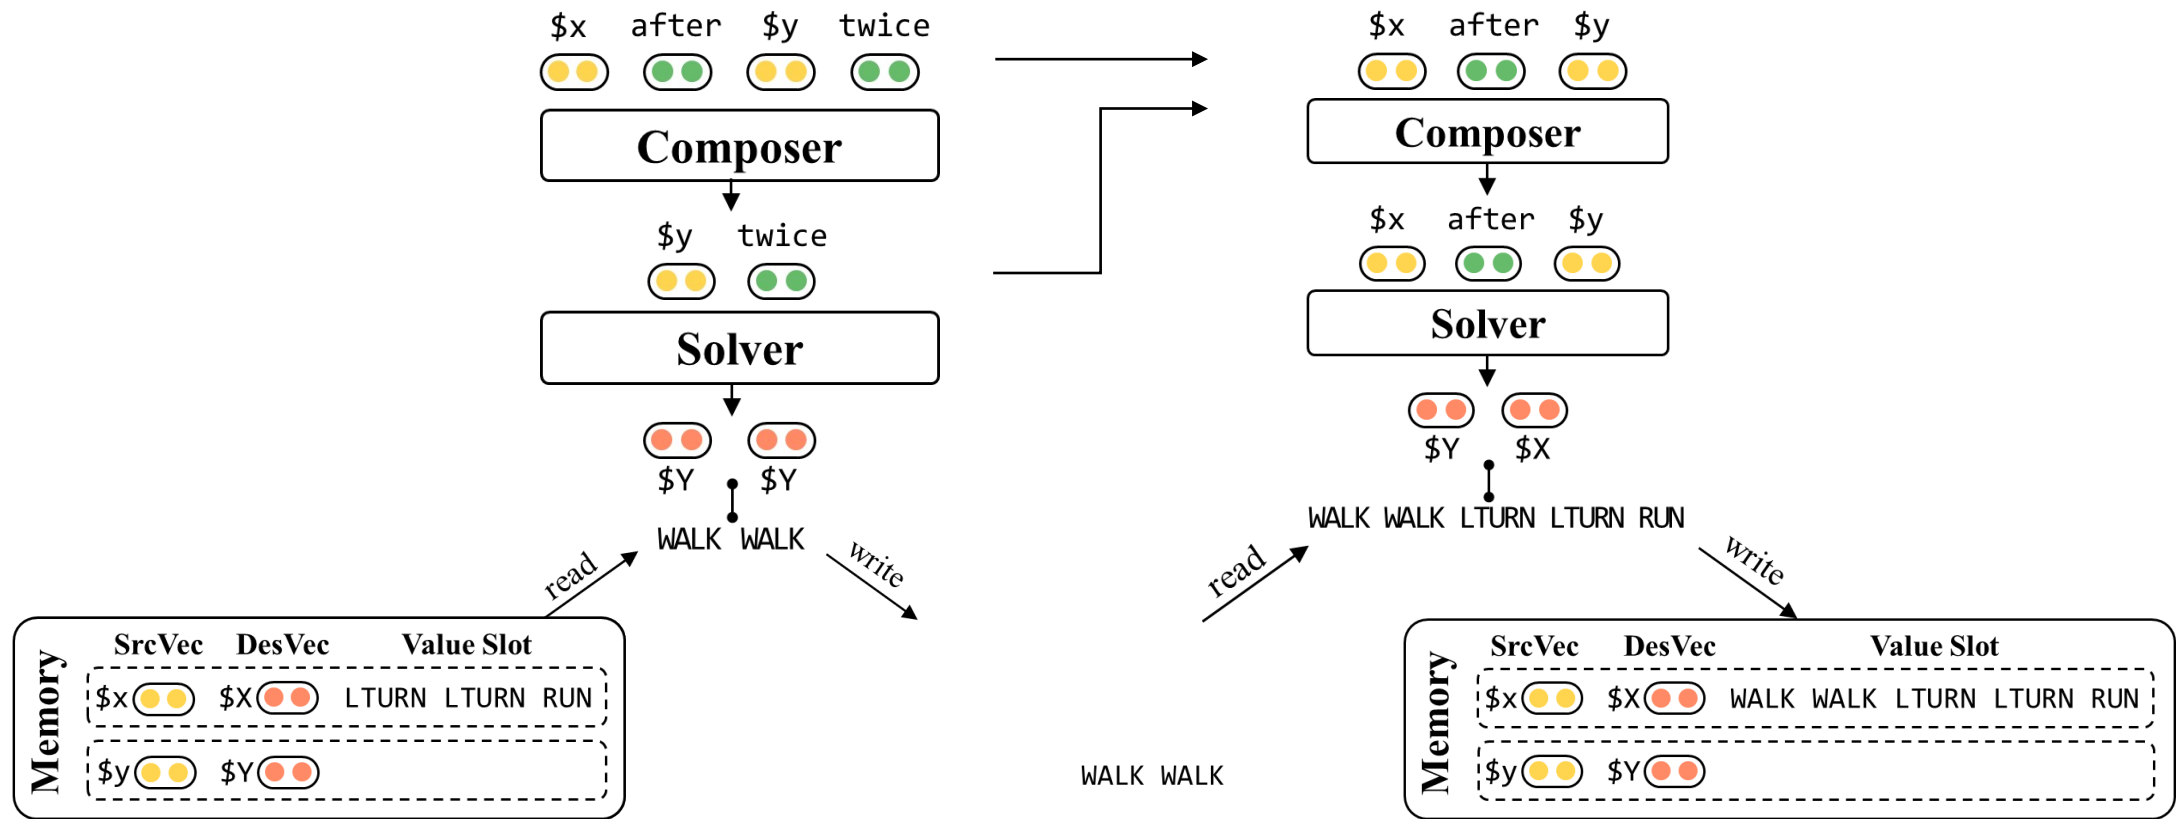 $x after $y twice
Composer
$y twice
Solver
$Y $Y
WALK WALK
read
write
Memory
SrcVec DesVec Value Slot
$x $X LTURN LTURN RUN
$y $Y
WALK WALK
$x after $y
Composer
$x after $y
Solver
$Y $X
WALK WALK LTURN LTURN RUN
read
write
Memory
SrcVec DesVec Value Slot
$x $X WALK WALK LTURN LTURN RUN
$y $Y